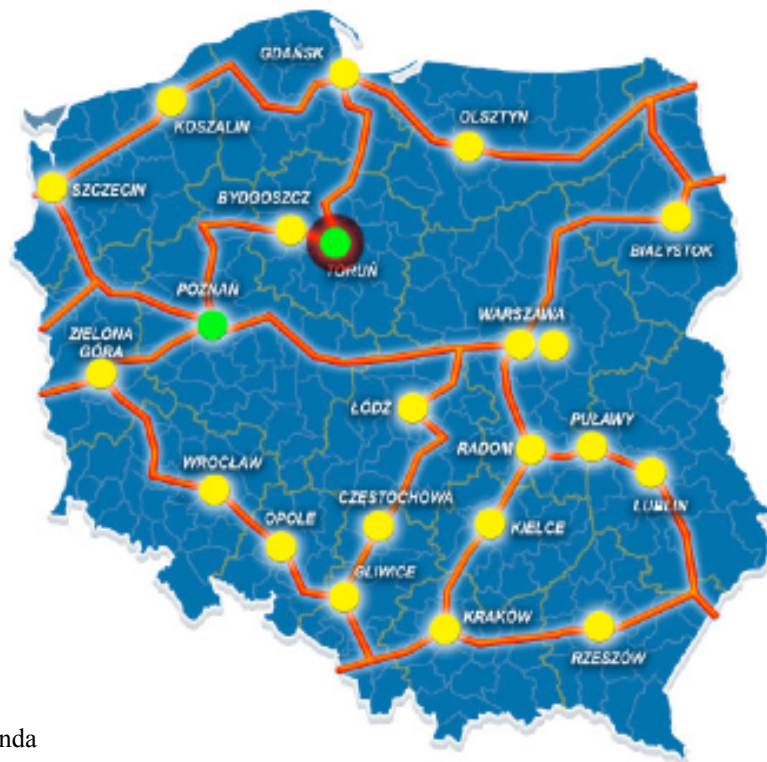 GDAŃSK
KOSZALIN
OLSZTYN
SZCZECIN
BYDGOSZCZ
TORUŃ
BIAŁYSTOK
POZNAŃ
ZIELONA
GÓRA
WARSZAWA
ŁÓDŹ
PUŁAWY
RADOM
WROCŁAW
LUBLIN
CZĘSTOCHOWA
OPOLE
KIELCE
GLIWICE
KRAKÓW
RZESZÓW
nda